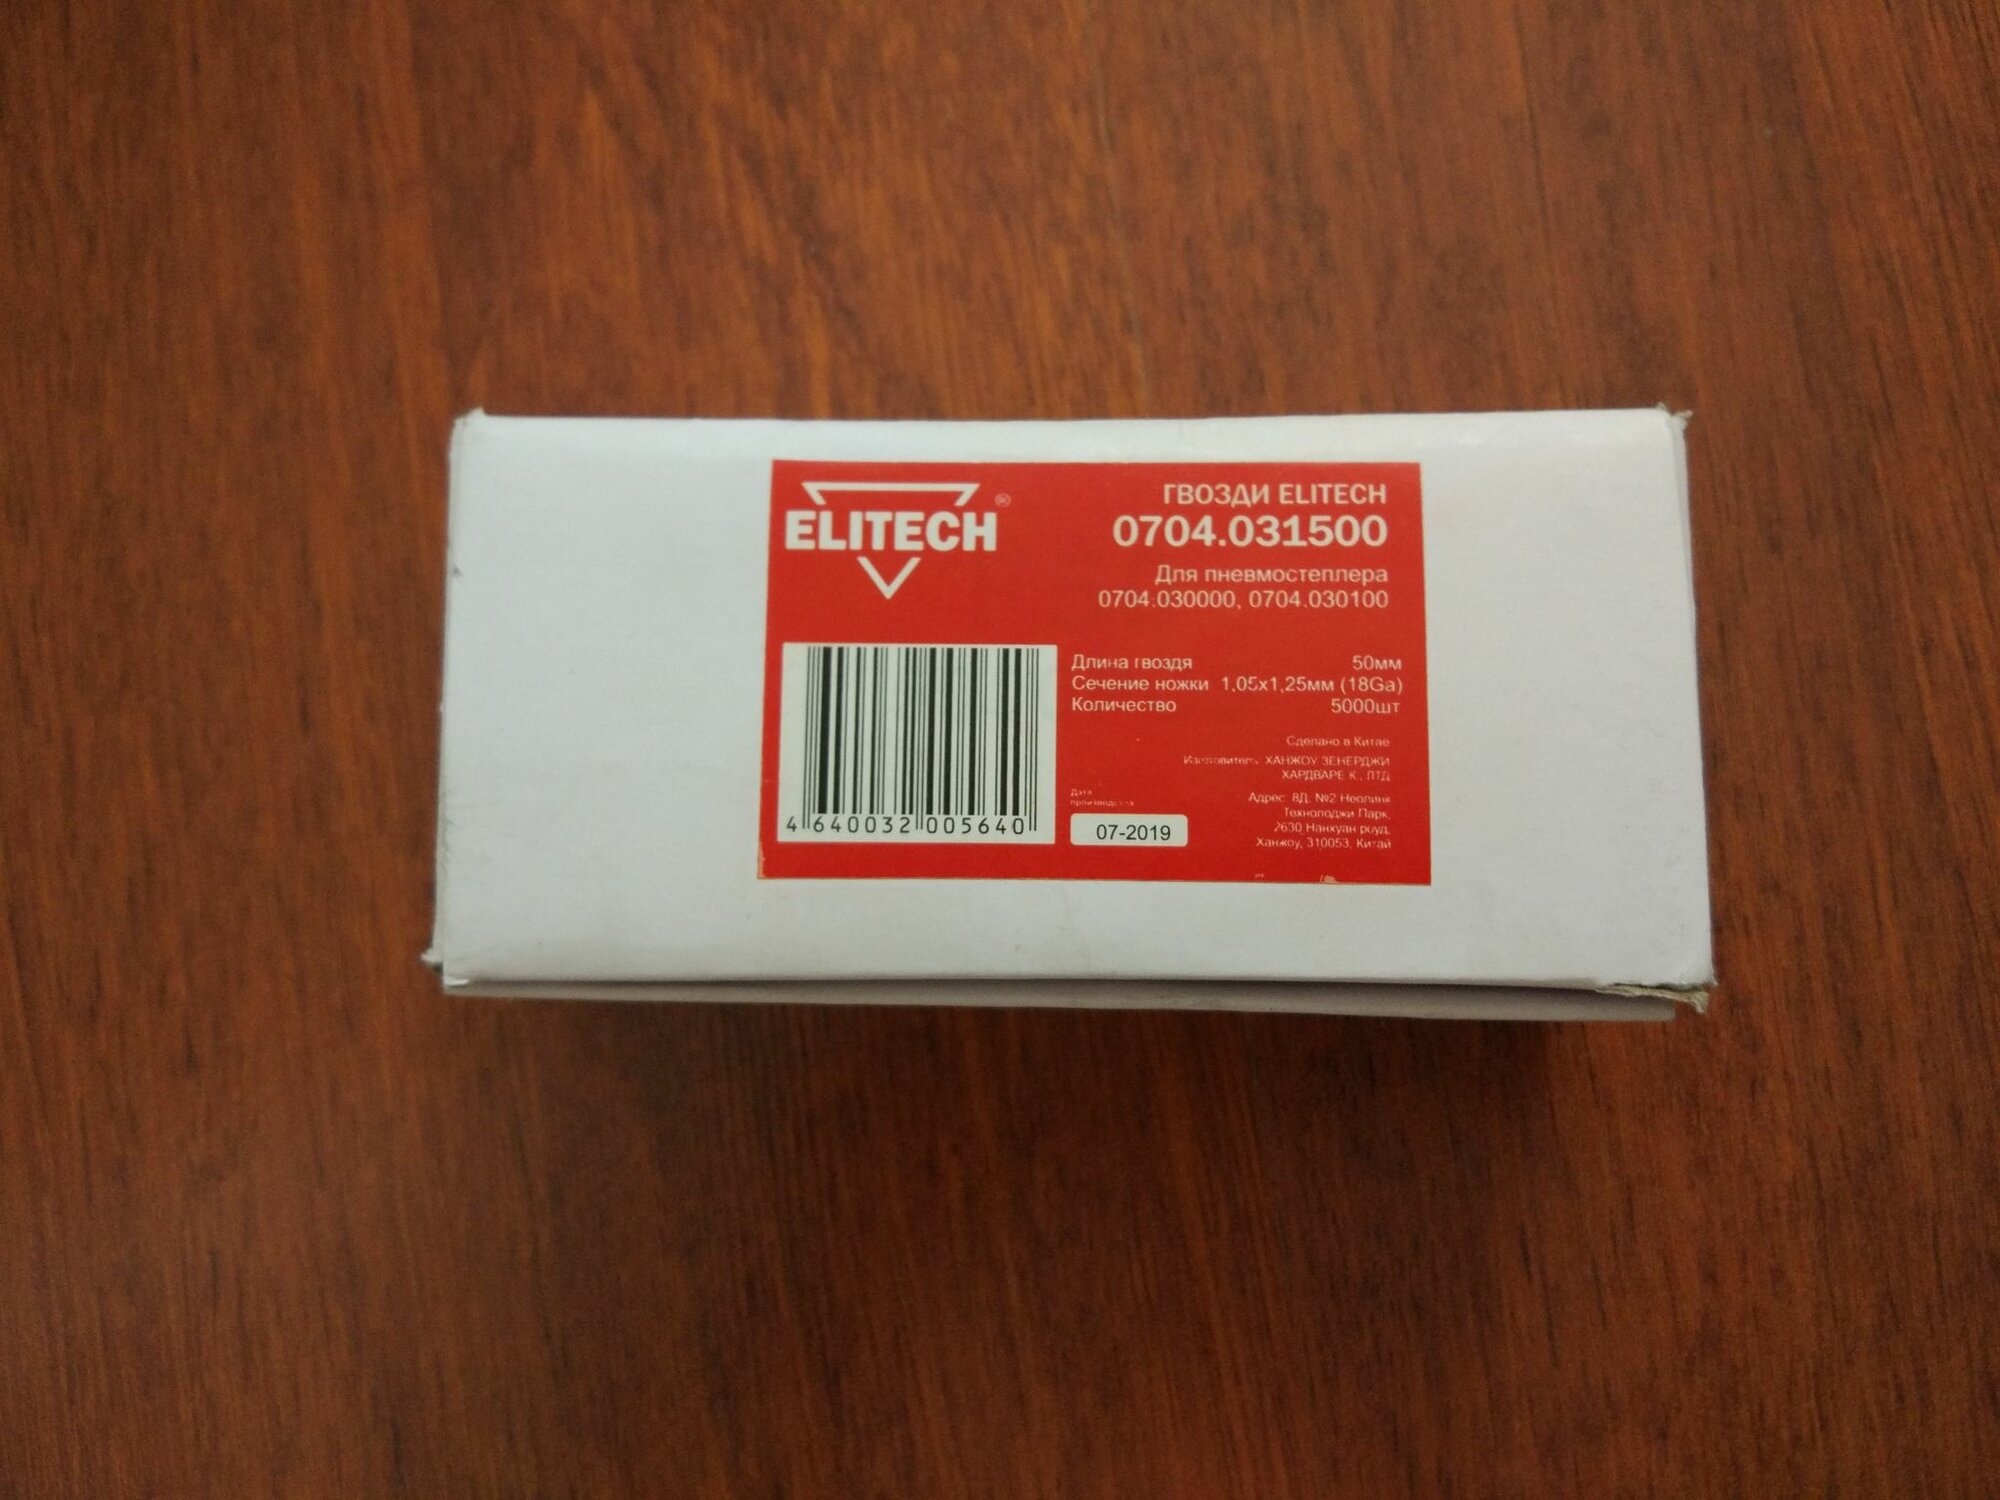 ELITECH®
ГВОЗДИ ELITECH
0704.031500
Для пневмостеплера
0704.030000, 0704.030100
Длина гвоздя 50мм
Сечение ножки 1,05x1,25мм (18Ga)
Количество 5000шт
Сделано в Китае
Изготовитель: ХАНЖОУ ЗЕНЕРДЖИ
ХАРДВАРЕ К., ЛТД
Адрес: 8Д, №2 Неолинк
Технолоджи Парк,
2630 Нанхуан роуд,
Ханжоу, 310053, Китай
Дата
производства
07-2019
4 640032 005640